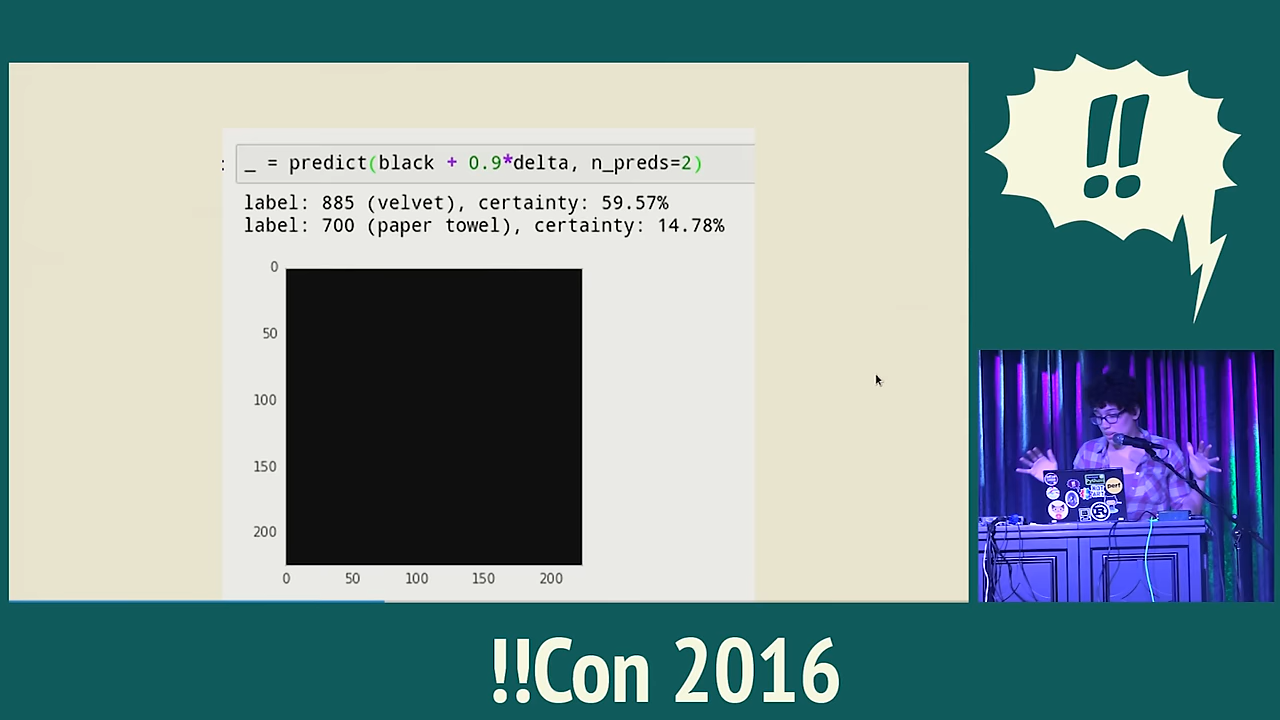 : _ = predict(black + 0.9*delta, n_preds=2)
label: 885 (velvet), certainty: 59.57%
label: 700 (paper towel), certainty: 14.78%
0
50
100
150
200
0 50 100 150 200
!!
perf
!!Con 2016